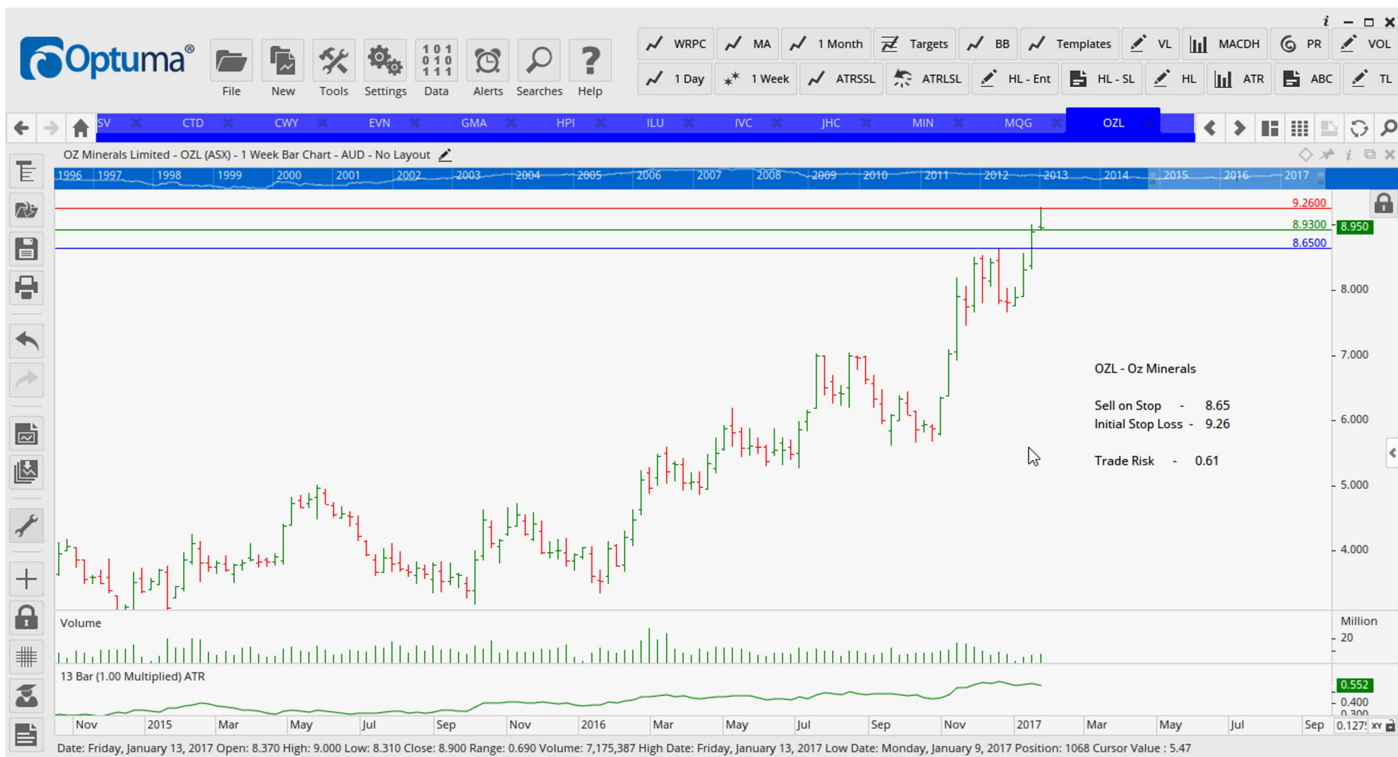 Optuma®
File New Tools Settings Data Alerts Searches Help
101
010
111
WRPC MA 1 Month Targets BB Templates VL MACDH PR VOL
1 Day 1 Week ATRSSL ATRLSL HL - Ent HL - SL HL ATR ABC TL
SV CTD CWY EVN GMA HPI ILU IVC JHC MIN MQG OZL
OZ Minerals Limited - OZL (ASX) - 1 Week Bar Chart - AUD - No Layout
1996 1997 1998 1999 2000 2001 2002 2003 2004 2005 2006 2007 2008 2009 2010 2011 2012 2013 2014 2015 2016 2017
9.2600
8.9300 8.950
8.6500
8.000
7.000
OZL - Oz Minerals
Sell on Stop - 8.65
Initial Stop Loss - 9.26
6.000
Trade Risk - 0.61
5.000
4.000
Volume Million
20
13 Bar (1.00 Multiplied) ATR
0.552
0.400
0.300
Nov 2015 Mar May Jul Sep Nov 2016 Mar May Jul Sep Nov 2017 Mar May Jul Sep XY
Date: Friday, January 13, 2017 Open: 8.370 High: 9.000 Low: 8.310 Close: 8.900 Range: 0.690 Volume: 7,175,387 High Date: Friday, January 13, 2017 Low Date: Monday, January 9, 2017 Position: 1068 Cursor Value : 5.47